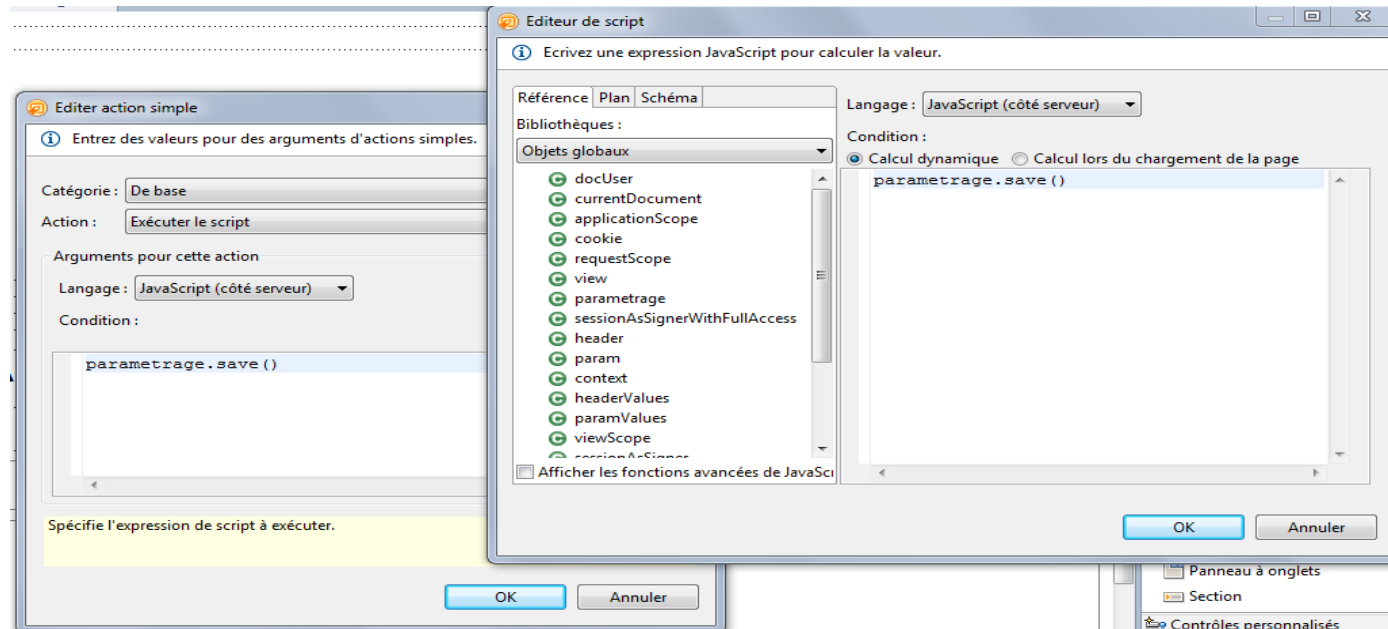 Editer action simple
Entrez des valeurs pour des arguments d'actions simples.
Catégorie : De base
Action : Exécuter le script
Arguments pour cette action
Langage : JavaScript (côté serveur)
Condition :
parametrage.save()
Spécifie l'expression de script à exécuter.
OK Annuler
Editeur de script
Ecrivez une expression JavaScript pour calculer la valeur.
Référence Plan Schéma
Bibliothèques :
Objets globaux
docUser
currentDocument
applicationScope
cookie
requestScope
view
parametrage
sessionAsSignerWithFullAccess
header
param
context
headerValues
paramValues
viewScope
sessionAsSigner
Afficher les fonctions avancées de JavaScri
Langage : JavaScript (côté serveur)
Condition :
Calcul dynamique Calcul lors du chargement de la page
parametrage.save()
OK Annuler
Panneau à onglets
Section
Contrôles personnalisés